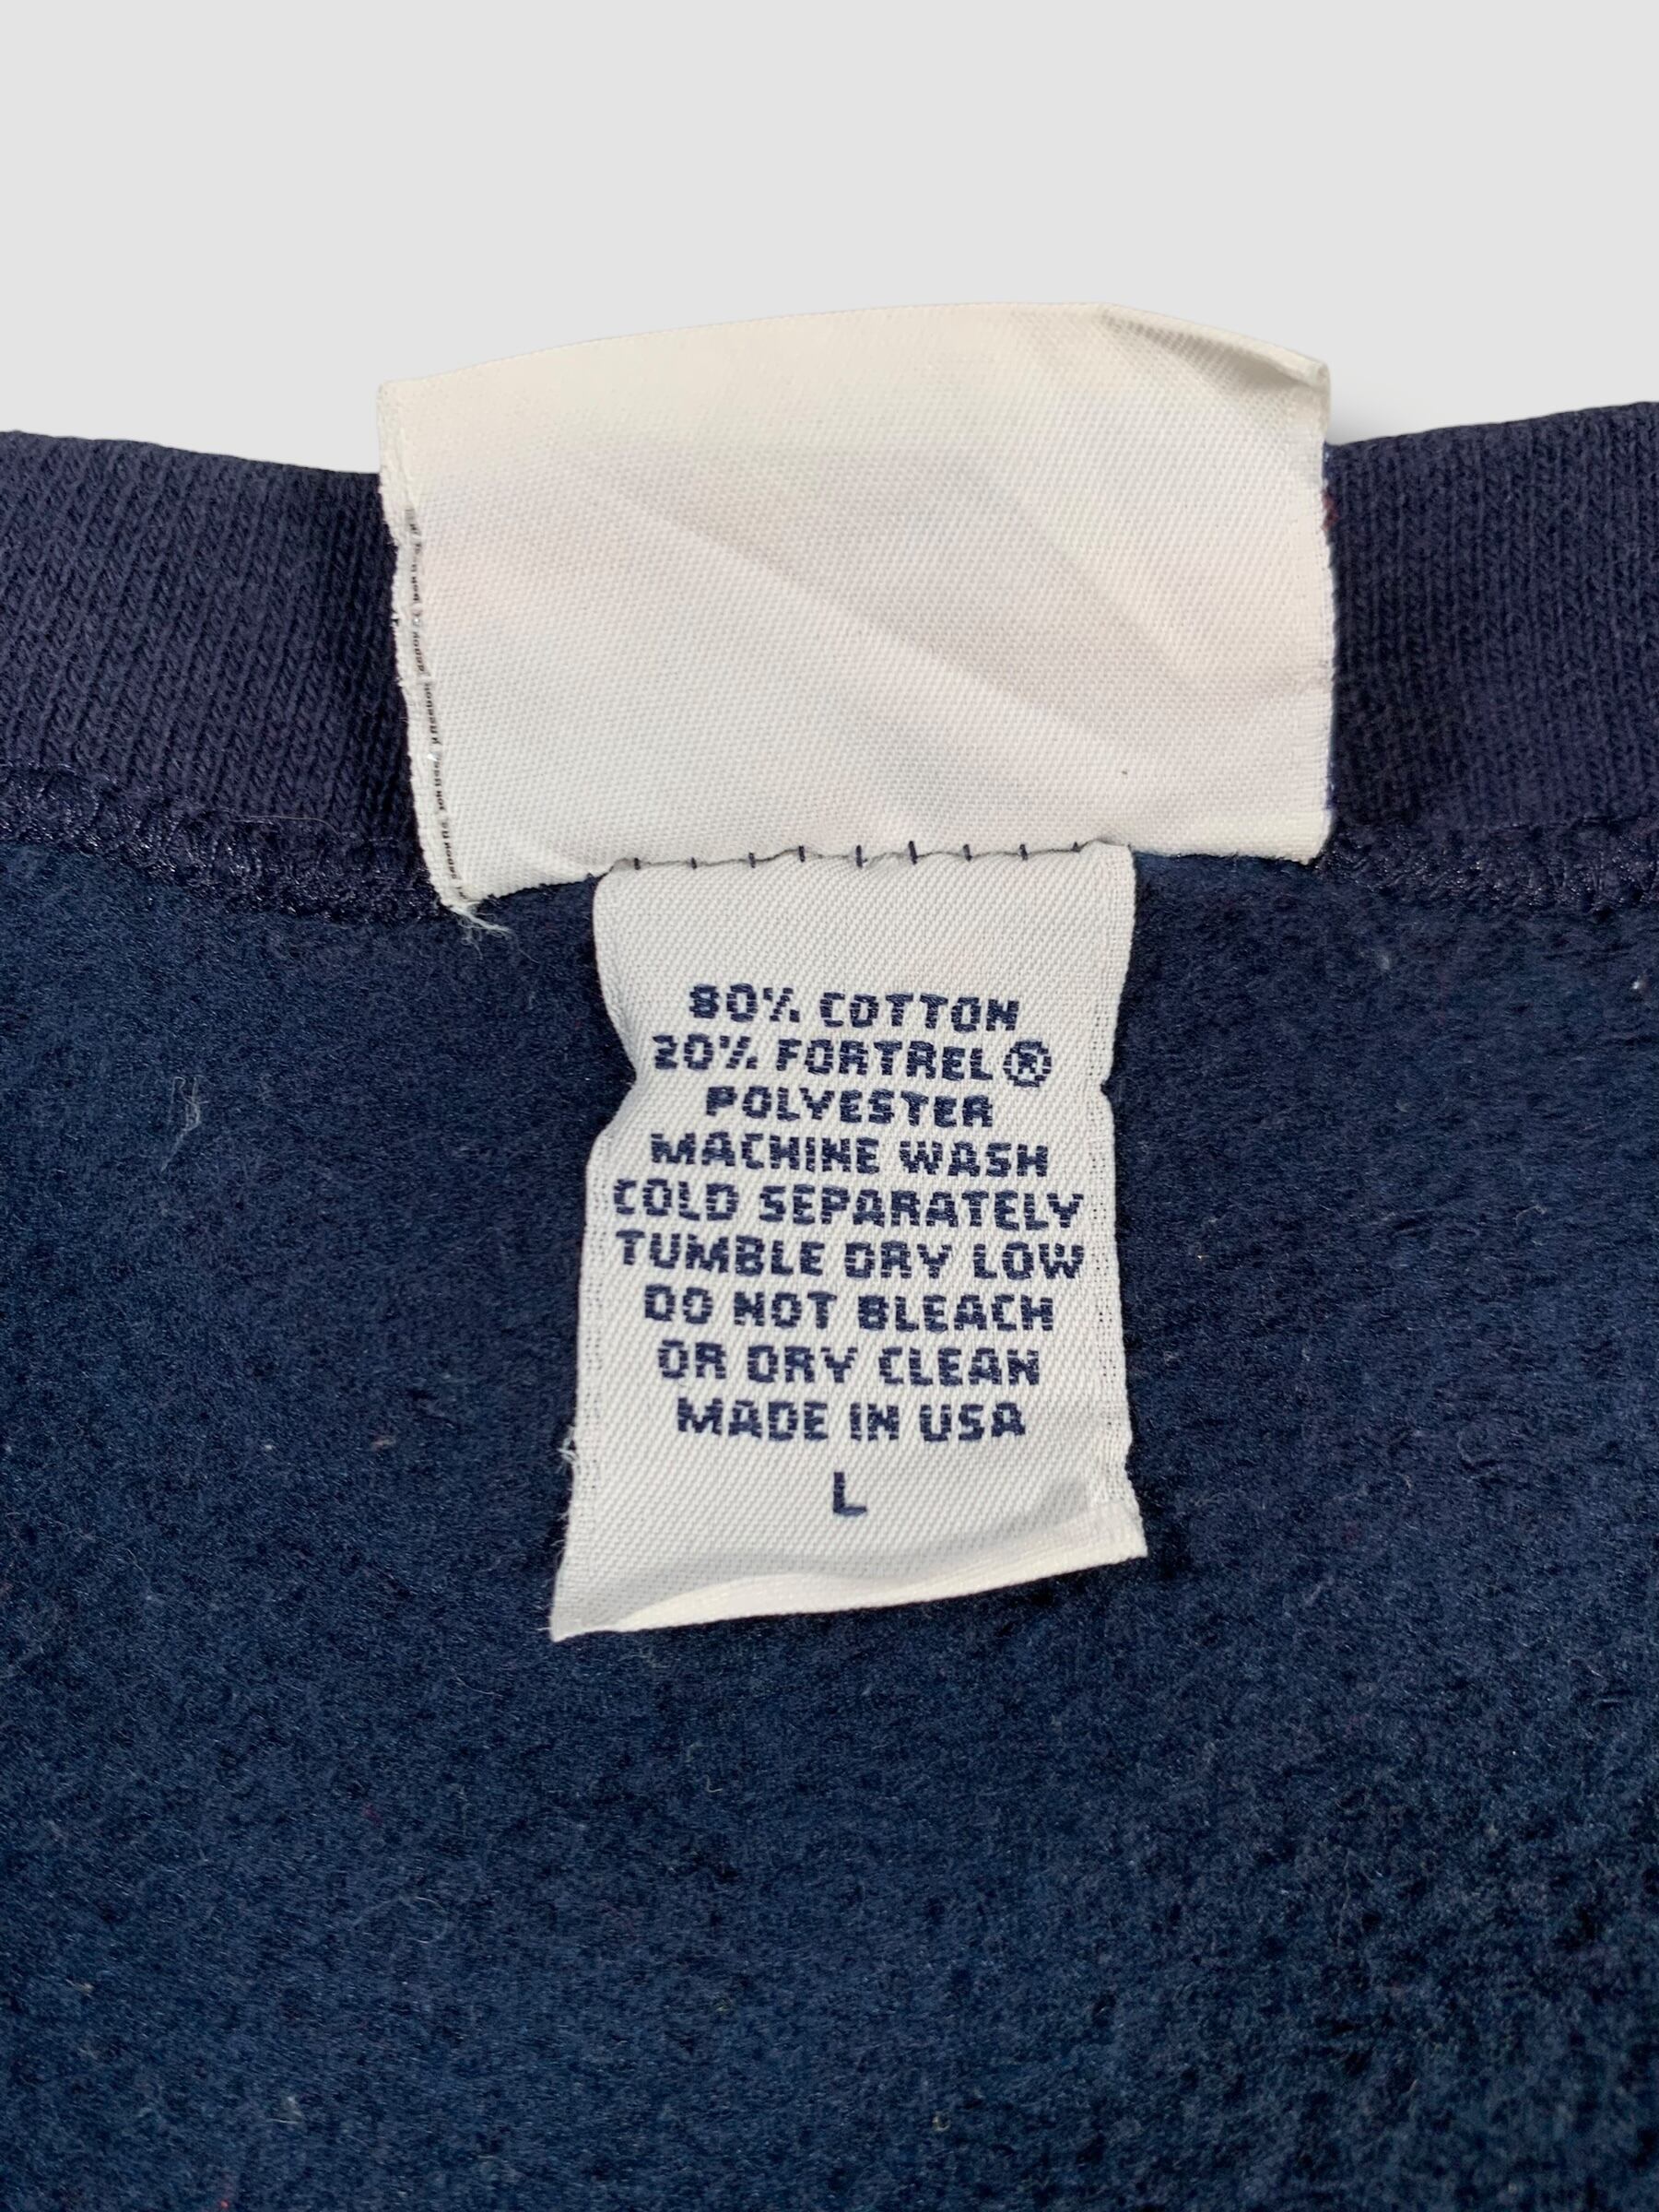 80% COTTON
20% FORTREL®
POLYESTER
MACHINE WASH
COLD SEPARATELY
TUMBLE DRY LOW
DO NOT BLEACH
OR DRY CLEAN
MADE IN USA
L